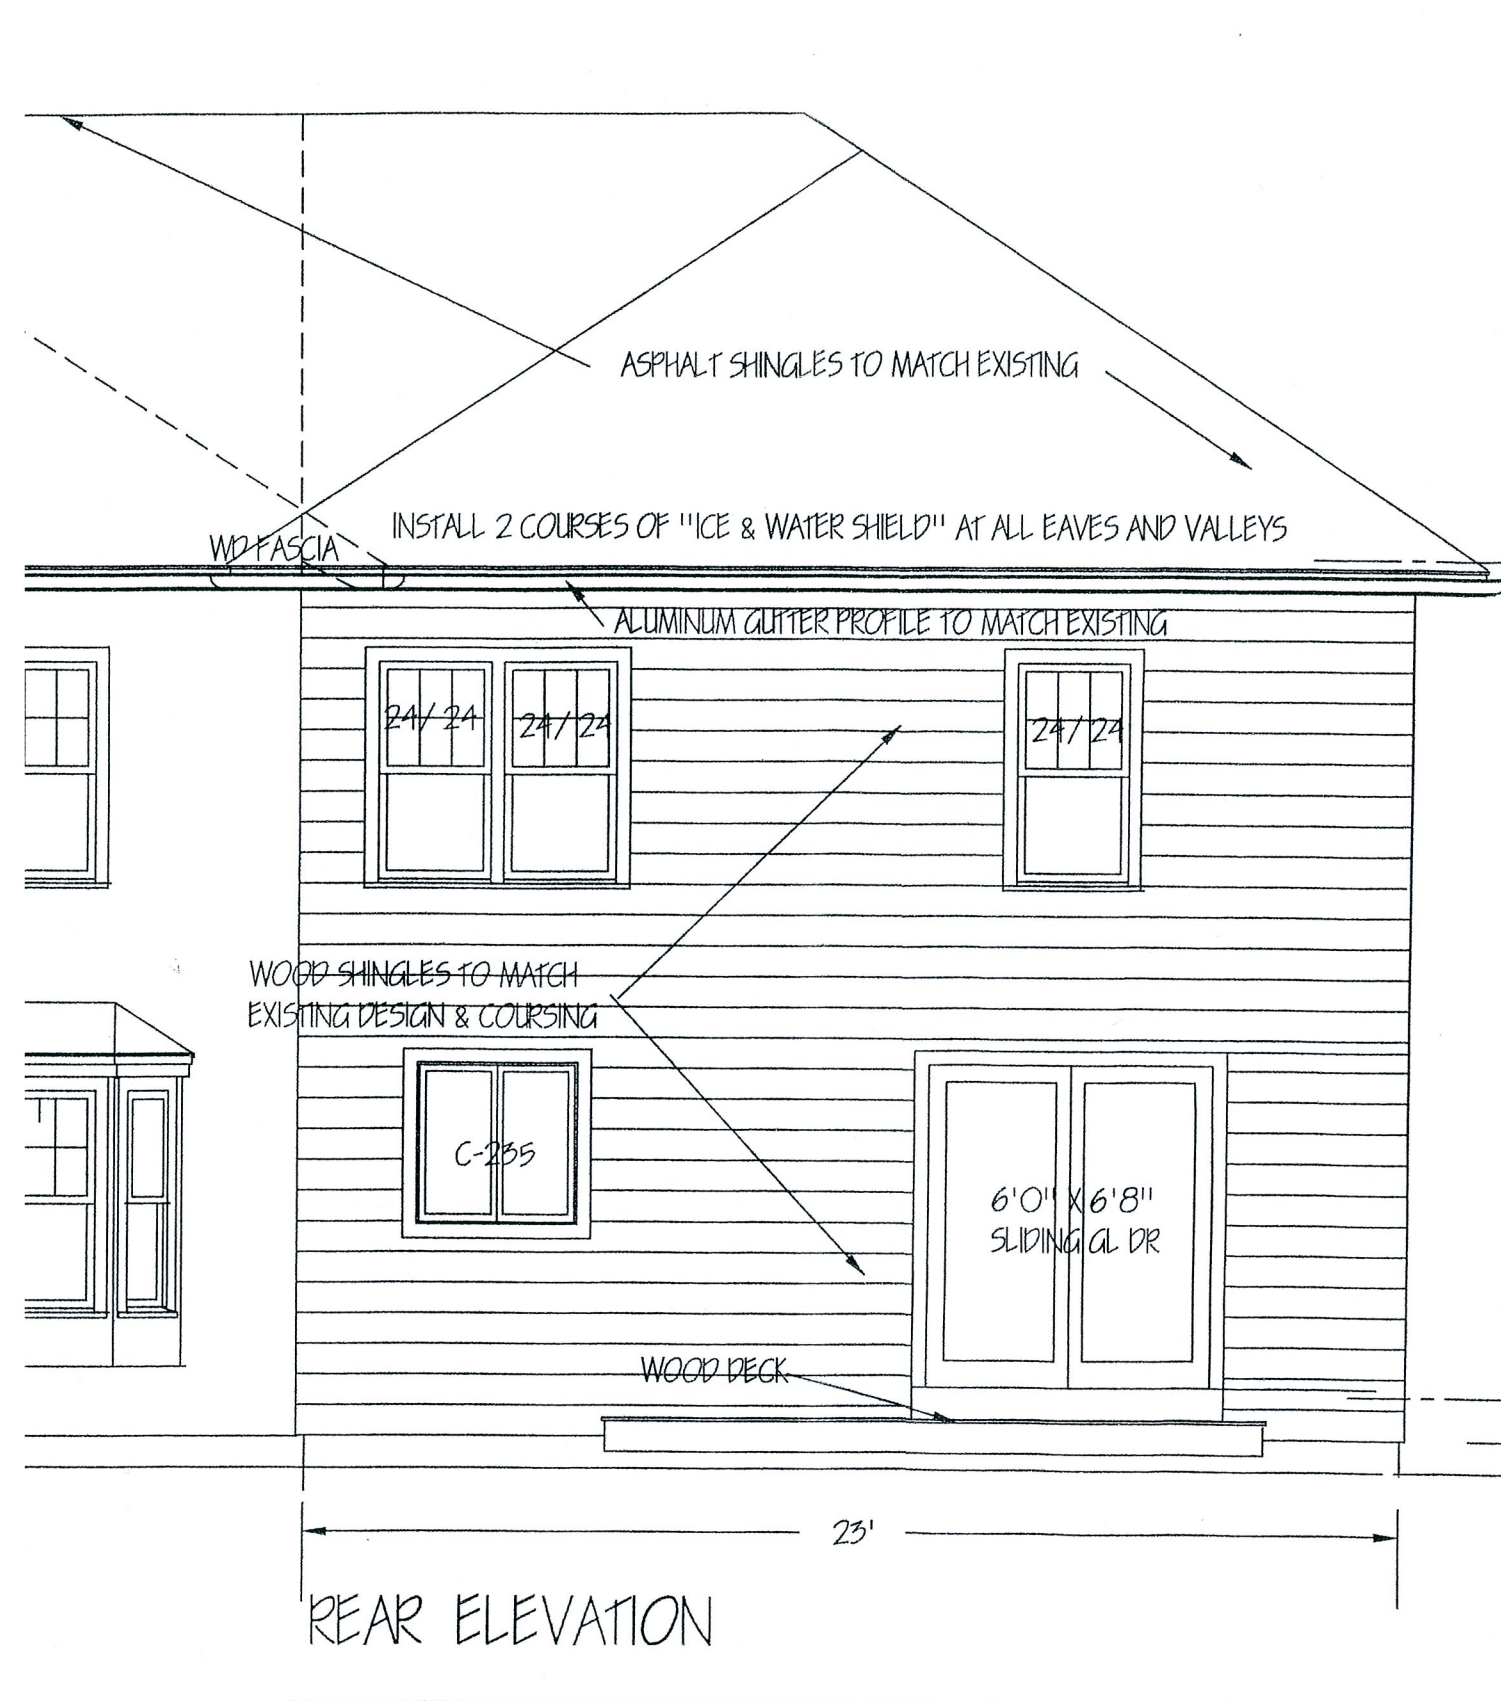 ASPHALT SHINGLES TO MATCH EXISTING
INSTALL 2 COURSES OF "ICE & WATER SHIELD" AT ALL EAVES AND VALLEYS
WD FASCIA
ALUMINUM GUTTER PROFILE TO MATCH EXISTING
24/24
24/24
24/24
WOOD SHINGLES TO MATCH
EXISTING DESIGN & COURSING
C-235
6'0" X 6'8"
SLIDING GL DR
WOOD DECK
23'
REAR ELEVATION